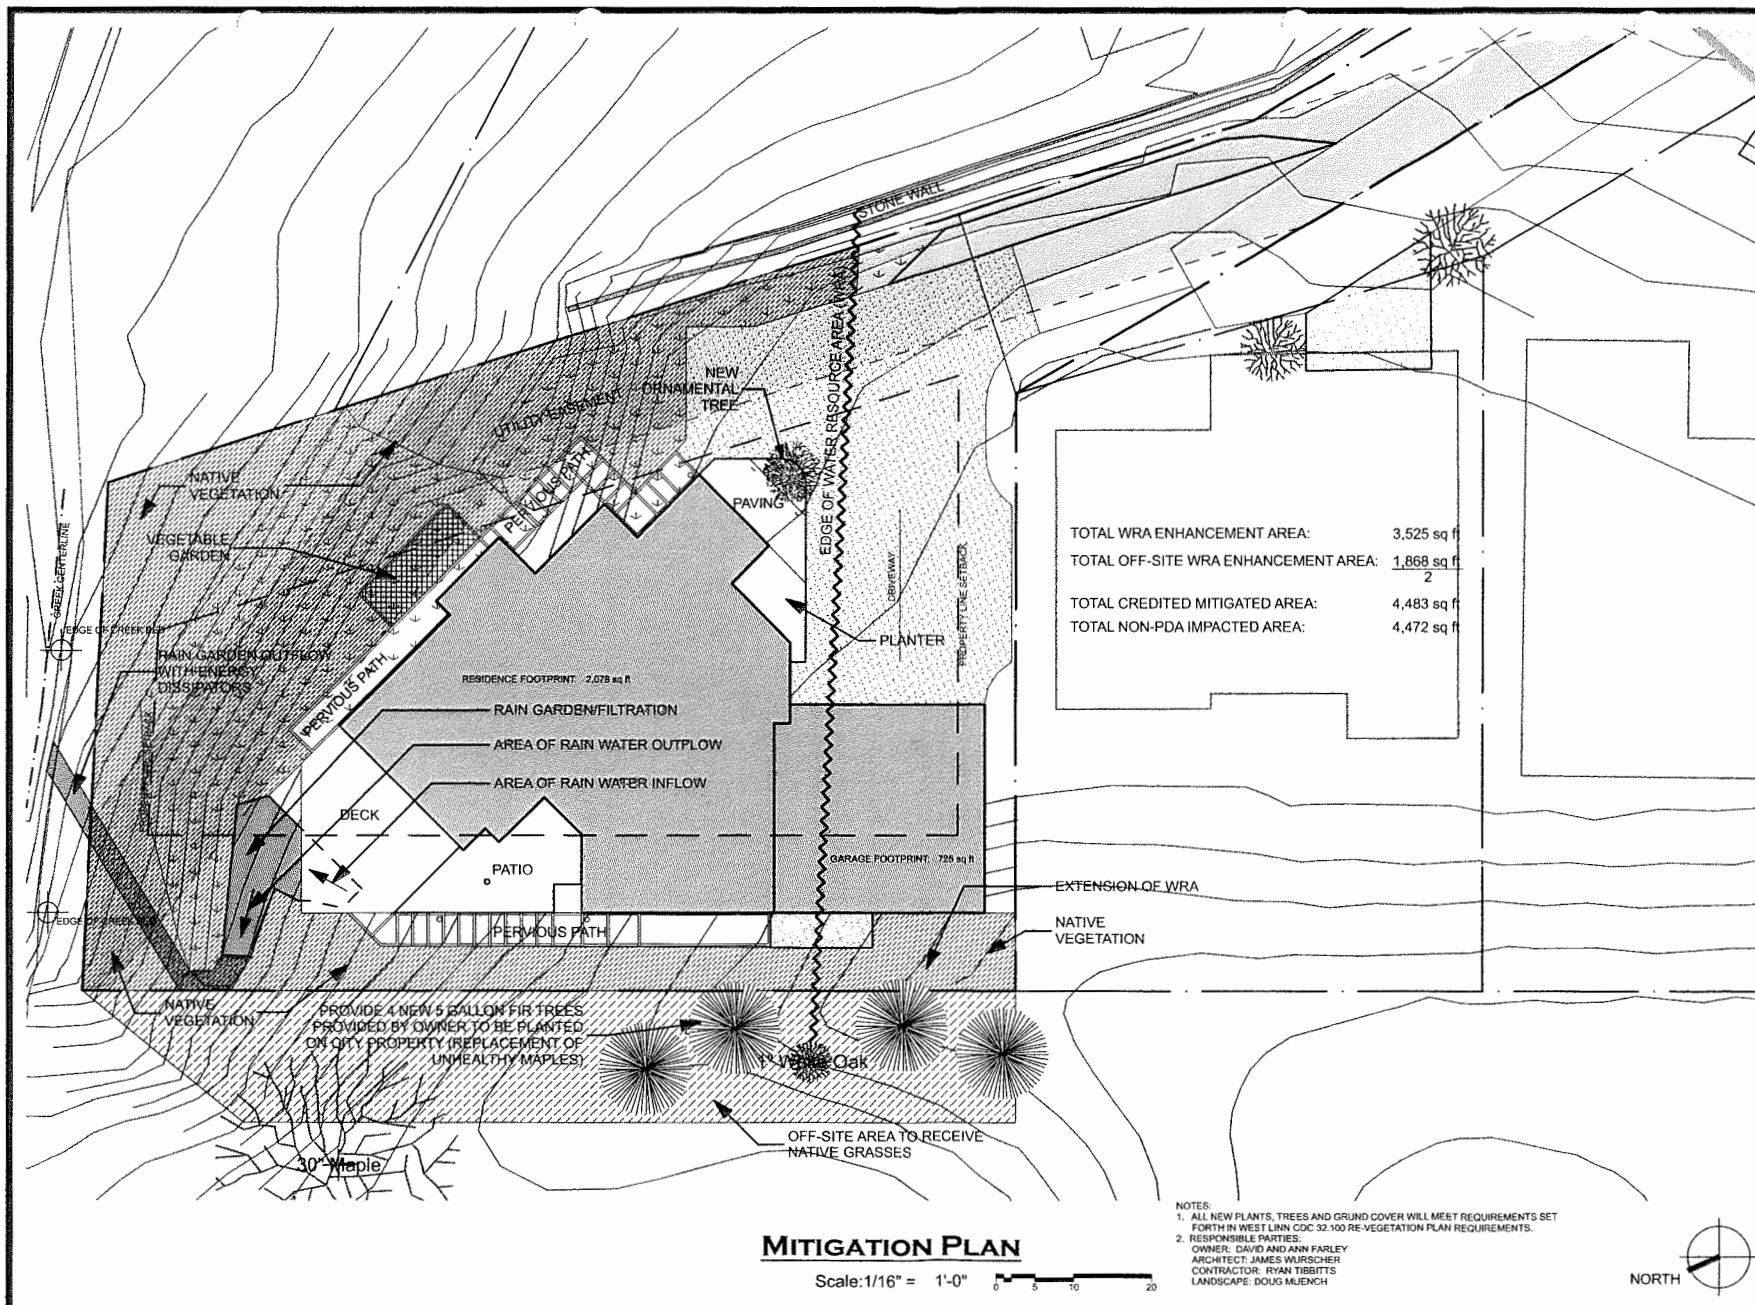 STONE WALL
EDGE OF WATER RESOURCE AREA (WRA)
NEW
ORNAMENTAL
TREE
UTILITY EASEMENT
NATIVE
VEGETATION
PERVIOUS PATH
PAVING
VEGETABLE
GARDEN
CREEK CENTERLINE
EDGE OF CREEK BED
DRIVEWAY
PROPERTY LINE SETBACK
TOTAL WRA ENHANCEMENT AREA: 3,525 sq ft
TOTAL OFF-SITE WRA ENHANCEMENT AREA: 1,868 sq ft
2
TOTAL CREDITED MITIGATED AREA: 4,483 sq ft
TOTAL NON-PDA IMPACTED AREA: 4,472 sq ft
PLANTER
RAIN GARDEN OUTFLOW
WITH ENERGY
DISSIPATORS
PERVIOUS PATH
RESIDENCE FOOTPRINT: 2,078 sq ft
RAIN GARDEN/FILTRATION
AREA OF RAIN WATER OUTFLOW
AREA OF RAIN WATER INFLOW
DECK
PATIO
GARAGE FOOTPRINT: 725 sq ft
EXTENSION OF WRA
EDGE OF CREEK BED
PERVIOUS PATH
NATIVE
VEGETATION
NATIVE
VEGETATION
PROVIDE 4 NEW 5 GALLON FIR TREES
PROVIDED BY OWNER TO BE PLANTED
ON CITY PROPERTY (REPLACEMENT OF
UNHEALTHY MAPLES)
1" White Oak
OFF-SITE AREA TO RECEIVE
NATIVE GRASSES
30" Maple
MITIGATION PLAN
Scale:1/16" = 1'-0"
0 5 10 20
NOTES:
1. ALL NEW PLANTS, TREES AND GRUND COVER WILL MEET REQUIREMENTS SET
FORTH IN WEST LINN CDC 32.100 RE-VEGETATION PLAN REQUIREMENTS.
2. RESPONSIBLE PARTIES:
OWNER: DAVID AND ANN FARLEY
ARCHITECT: JAMES WURSCHER
CONTRACTOR: RYAN TIBBITTS
LANDSCAPE: DOUG MUENCH
NORTH